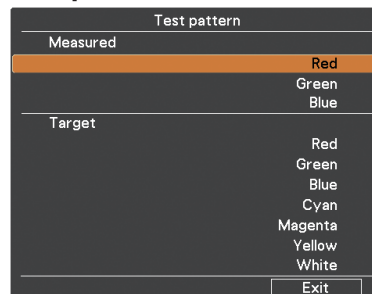 Test pattern
Measured
Red
Green
Blue
Target
Red
Green
Blue
Cyan
Magenta
Yellow
White
Exit